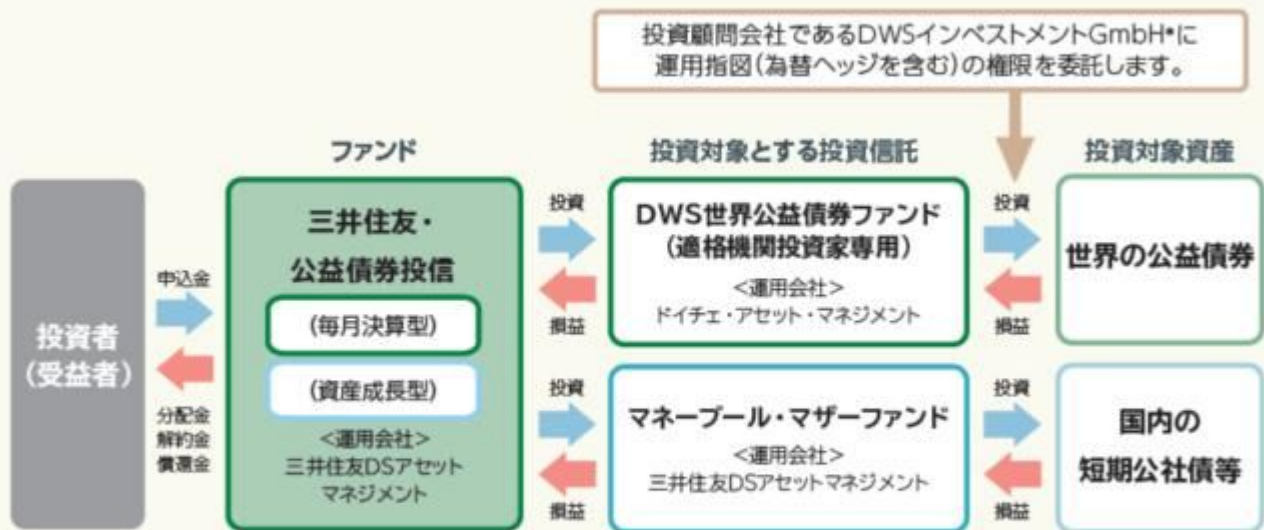 投資顧問会社であるDWSインベストメントGmbH*に
運用指図(為替ヘッジを含む)の権限を委託します。
ファンド
投資対象とする投資信託
投資対象資産
投資者
(受益者)
申込金
分配金
解約金
償還金
三井住友・
公益債券投信
(毎月決算型)
(資産成長型)
<運用会社>
三井住友DSアセット
マネジメント
投資
損益
投資
損益
DWS世界公益債券ファンド
(適格機関投資家専用)
<運用会社>
ドイチェ・アセット・マネジメント
マネープール・マザーファンド
<運用会社>
三井住友DSアセットマネジメント
投資
損益
投資
損益
世界の公益債券
国内の
短期公社債等